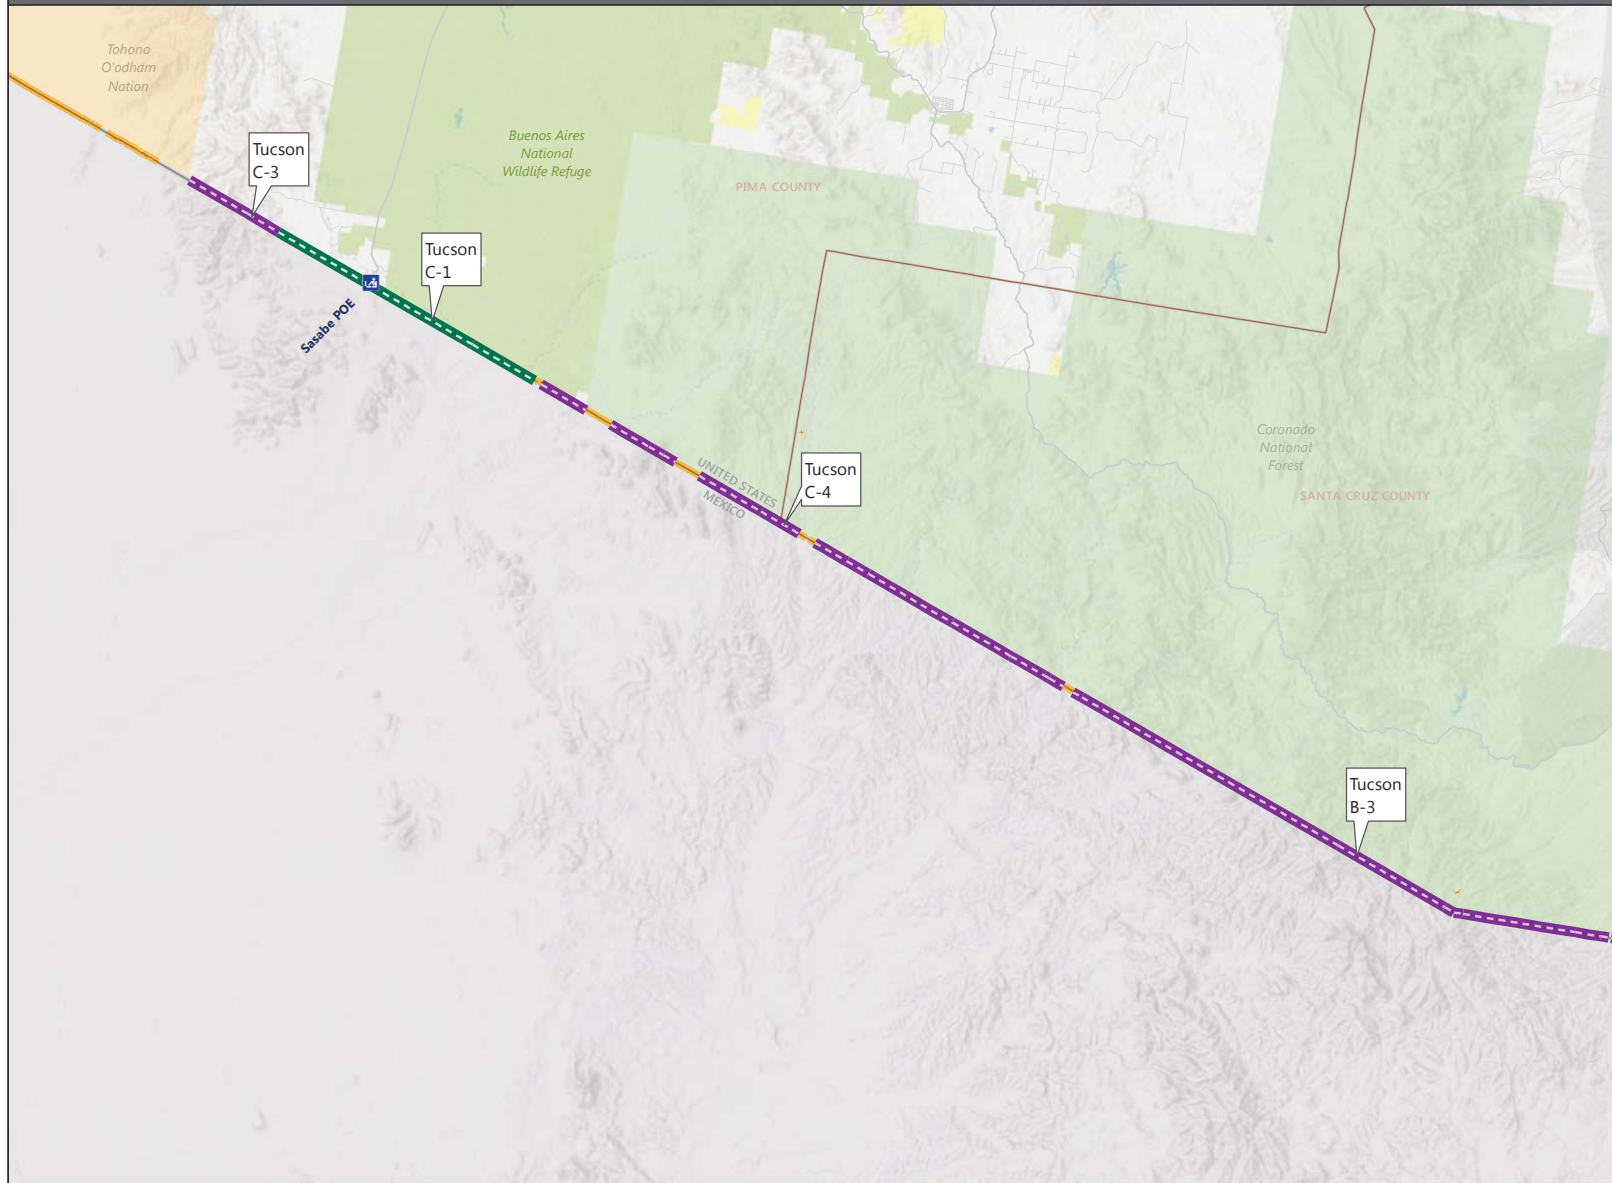 Tohono
O'odham
Nation
Tucson
C-3
Buenos Aires
National
Wildlife Refuge
PIMA COUNTY
Tucson
C-1
Sasabe POE
UNITED STATES
MEXICO
Tucson
C-4
Coronado
National
Forest
SANTA CRUZ COUNTY
Tucson
B-3